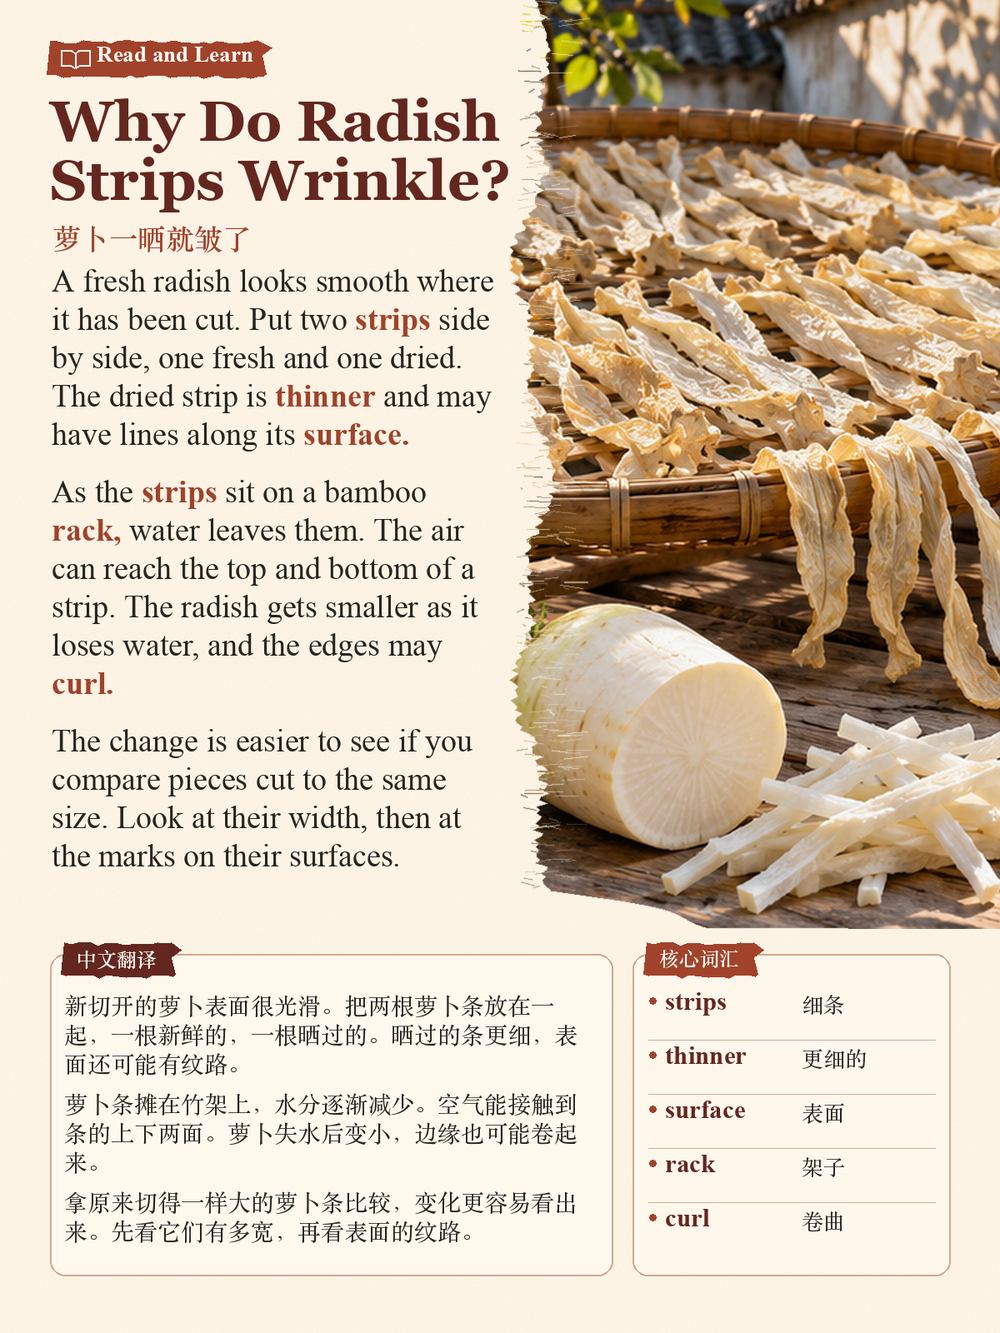 Read and Learn
Why Do Radish
Strips Wrinkle?
萝卜一晒就皱了
A fresh radish looks smooth where
it has been cut. Put two strips side
by side, one fresh and one dried.
The dried strip is thinner and may
have lines along its surface.
As the strips sit on a bamboo
rack, water leaves them. The air
can reach the top and bottom of a
strip. The radish gets smaller as it
loses water, and the edges may
curl.
The change is easier to see if you
compare pieces cut to the same
size. Look at their width, then at
the marks on their surfaces.
中文翻译
新切开的萝卜表面很光滑。把两根萝卜条放在一
起，一根新鲜的，一根晒过的。晒过的条更细，表
面还可能有纹路。
萝卜条摊在竹架上，水分逐渐减少。空气能接触到
条的上下两面。萝卜失水后变小，边缘也可能卷起
来。
拿原来切得一样大的萝卜条比较，变化更容易看出
来。先看它们有多宽，再看表面的纹路。
核心词汇
• strips 细条
• thinner 更细的
• surface 表面
• rack 架子
• curl 卷曲